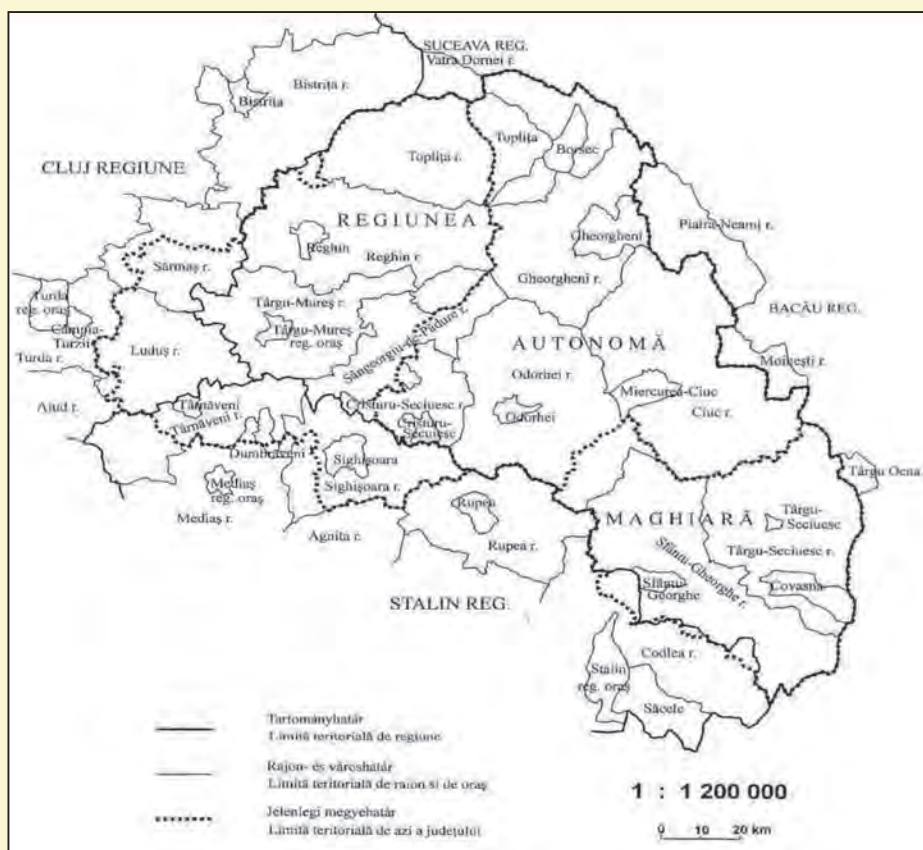 SUCEAVA REG.
Vatra Dornei r.
Bistrița r.
Bistrița
Toplița
Borsec
Toplița r.
CLUJ REGIUNE
REGIUNEA
Gheorgheni
Piatra-Neamț r.
Reghin
Reghin r.
Sărmaș r.
Gheorgheni r.
Turda
reg. oraș
Târgu-Mureș r.
BACĂU REG.
Câmpia-
Turzii
Târgu-Mureș
reg. oraș
Sângeorgiu-de-Pădure r.
AUTONOMĂ
Luduș r.
Turda r.
Moinești r.
Odorhei r.
Miercurea-Ciuc
Aiud r.
Târnăveni
Cristuru-Secuiesc r.
Odorhei
Ciuc r.
Târnăveni r.
Cristuru-
Secuiesc
Dumbrăveni
Sighișoara
Târgu Ocna
Mediaș
reg. oraș
Sighișoara r.
Rupea
Mediaș r.
MAGHIARĂ
Târgu-
Seciuesc
Agnita r.
Rupea r.
Târgu-Seciuesc r.
Sfântu-Gheorghe r.
Sfântu-
Georghe
Covasna
STALIN REG.
Codlea r.
Stalin
reg. oraș
Săcele
Tartományhatár
Limită teritorială de regiune
Rajon- és városhatár
Limită teritorială de raion si de oraș
1 : 1 200 000
Jelenlegi megyehatár
Limită teritorială de azi a județului
0 10 20 km